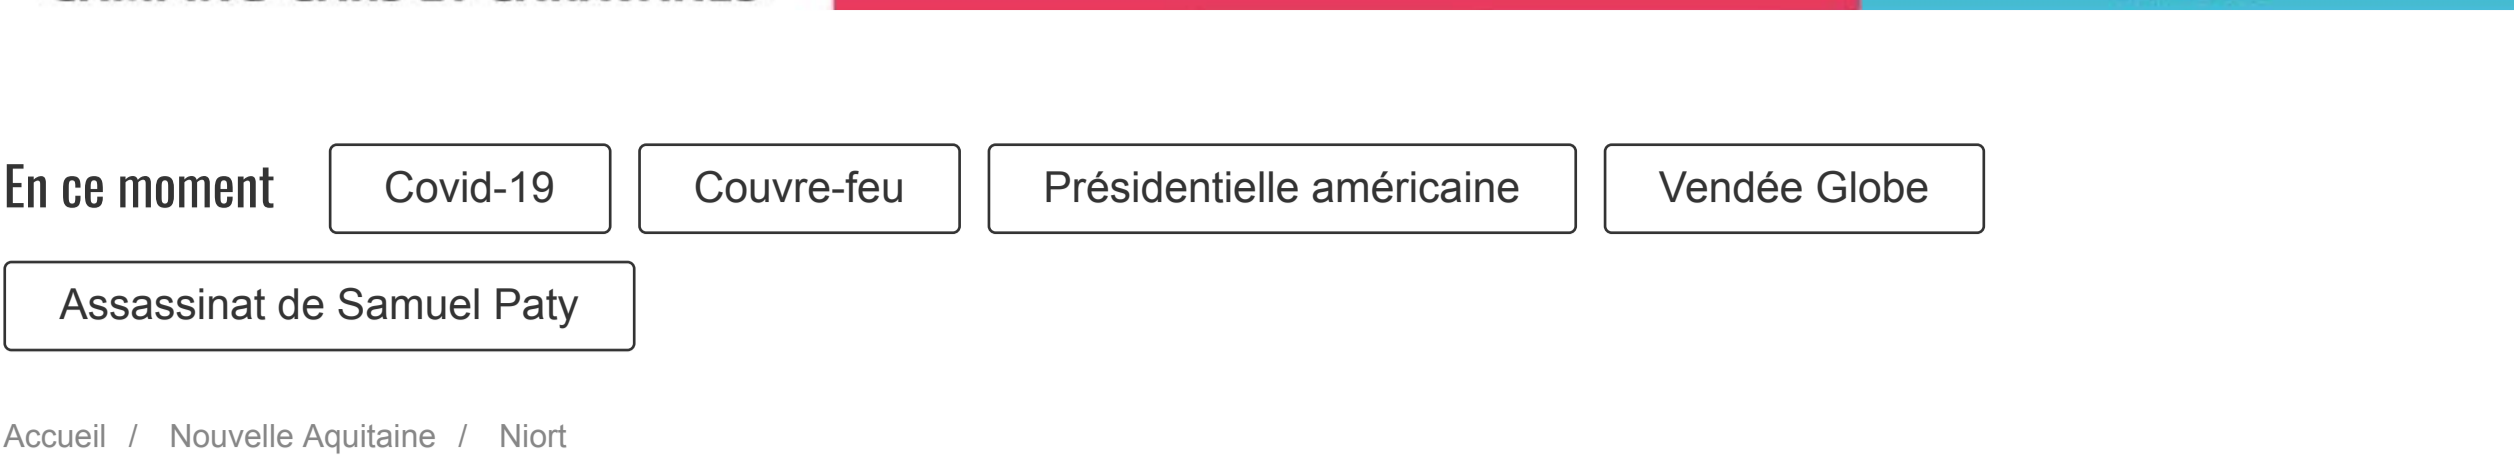 En ce moment Covid-19 Couvre-feu Présidentielle américaine Vendée Globe
Assassinat de Samuel Paty
Accueil / Nouvelle Aquitaine / Niort